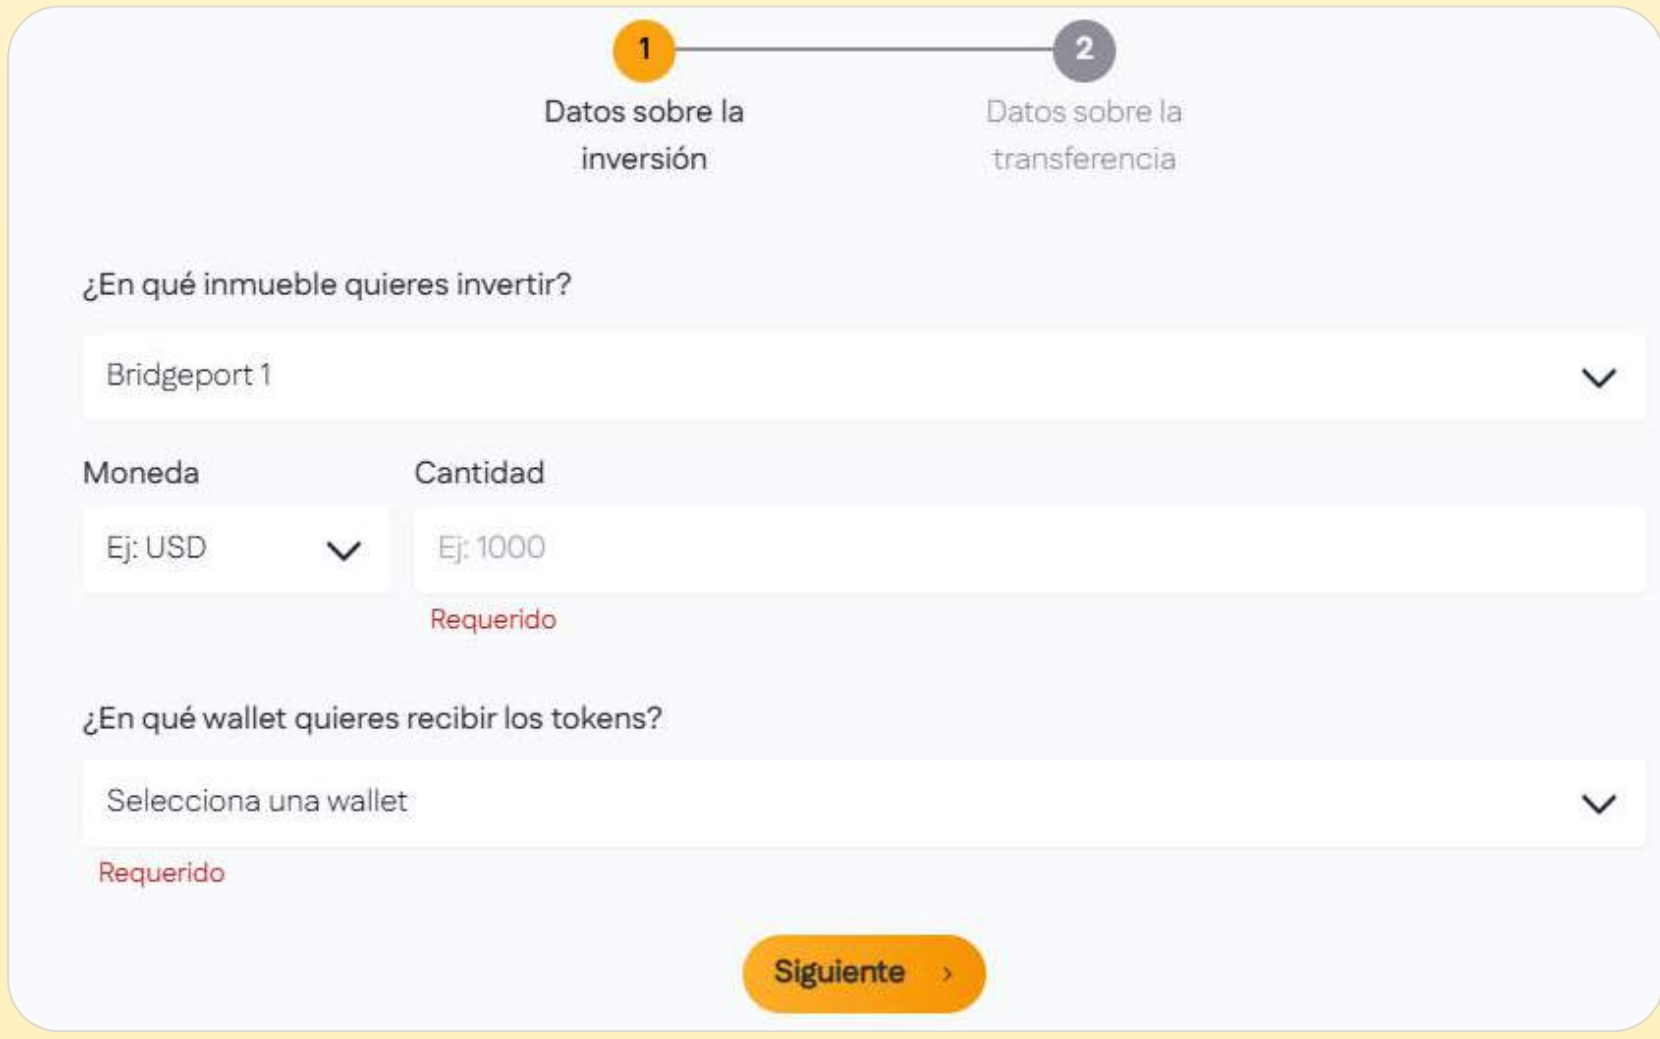 1
2
Datos sobre la
inversión
Datos sobre la
transferencia
¿En qué inmueble quieres invertir?
Bridgeport 1
Moneda
Cantidad
Ej: USD
Ej: 1000
Requerido
¿En qué wallet quieres recibir los tokens?
Selecciona una wallet
Requerido
Siguiente